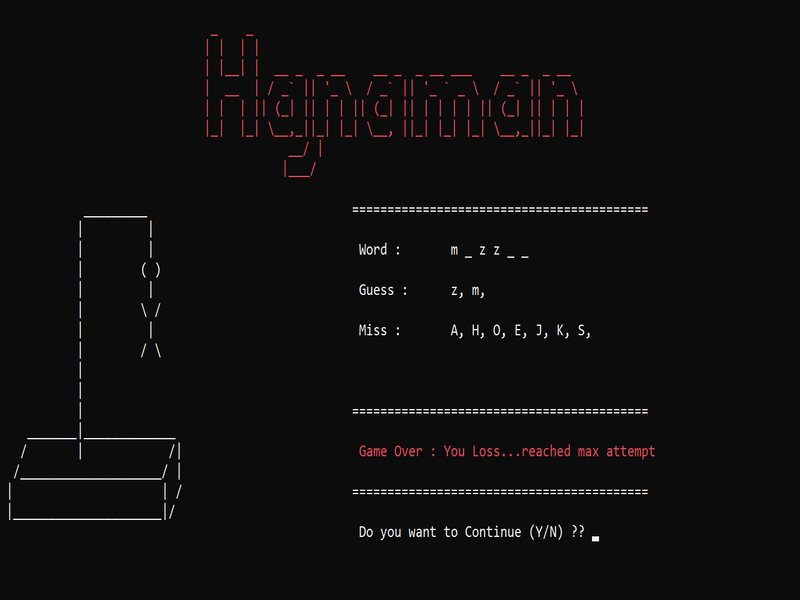 Hangman
========================================
Word : m _ z z _ _
Guess : z, m,
Miss : A, H, O, E, J, K, S,
========================================
Game Over : You Loss...reached max attempt
========================================
Do you want to Continue (Y/N) ??